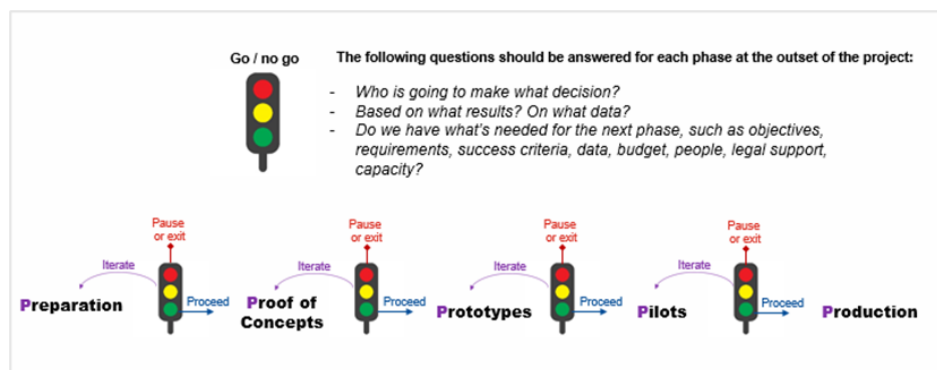 Go / no go
The following questions should be answered for each phase at the outset of the project:
- Who is going to make what decision?
- Based on what results? On what data?
- Do we have what's needed for the next phase, such as objectives,
requirements, success criteria, data, budget, people, legal support,
capacity?
Pause
or exit
Pause
or exit
Pause
or exit
Pause
or exit
Iterate
Iterate
Iterate
Iterate
Preparation
Proceed
Proof of
Concepts
Proceed
Prototypes
Proceed
Pilots
Proceed
Production